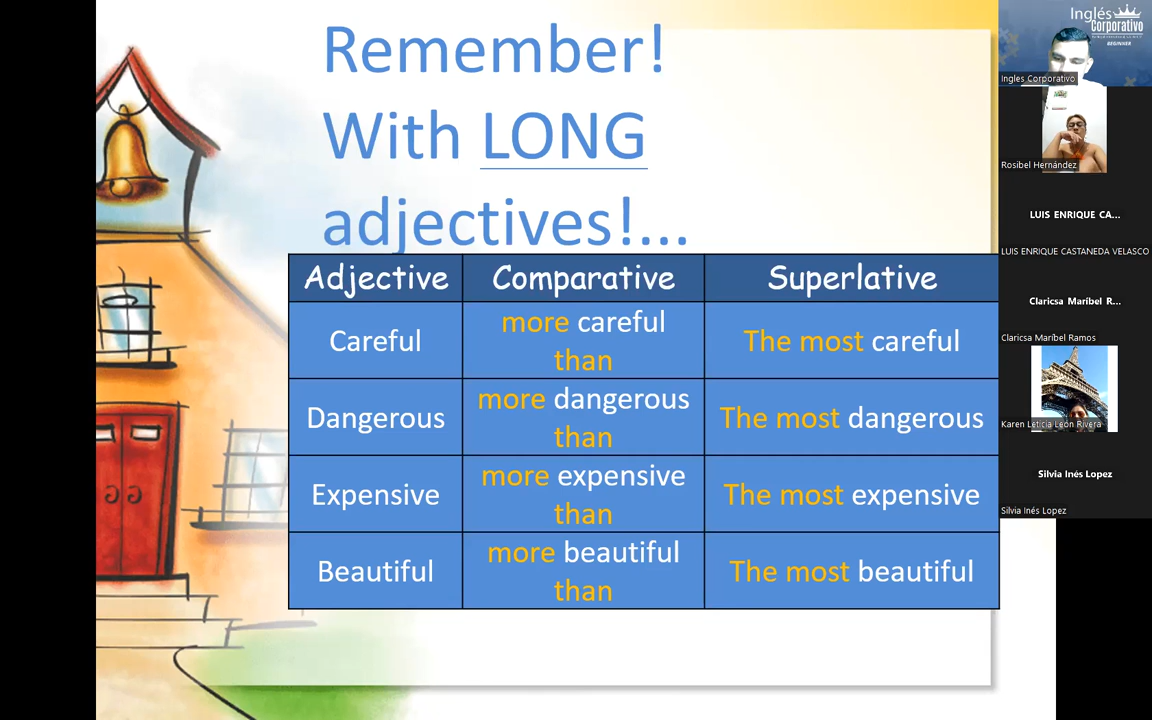 Remember!
With LONG
adjectives!...
Adjective Comparative Superlative
Careful more careful than The most careful
Dangerous more dangerous than The most dangerous
Expensive more expensive than The most expensive
Beautiful more beautiful than The most beautiful
Inglés
Corporativo
BEGINNER
Ingles Corporativo
Rosibel Hernández
LUIS ENRIQUE CA...
LUIS ENRIQUE CASTANEDA VELASCO
Claricsa Maríbel R...
Claricsa Maríbel Ramos
Karen Leticia León Rivera
Silvia Inés Lopez
Silvia Inés Lopez